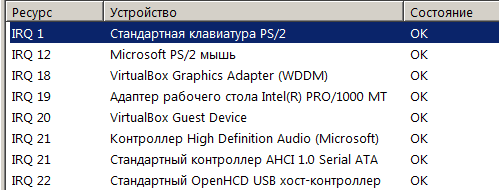 Ресурс Устройство Состояние
IRQ 1 Стандартная клавиатура PS/2 OK
IRQ 12 Microsoft PS/2 мышь OK
IRQ 18 VirtualBox Graphics Adapter (WDDM) OK
IRQ 19 Адаптер рабочего стола Intel(R) PRO/1000 MT OK
IRQ 20 VirtualBox Guest Device OK
IRQ 21 Контроллер High Definition Audio (Microsoft) OK
IRQ 21 Стандартный контроллер AHCI 1.0 Serial ATA OK
IRQ 22 Стандартный OpenHCD USB хост-контроллер OK